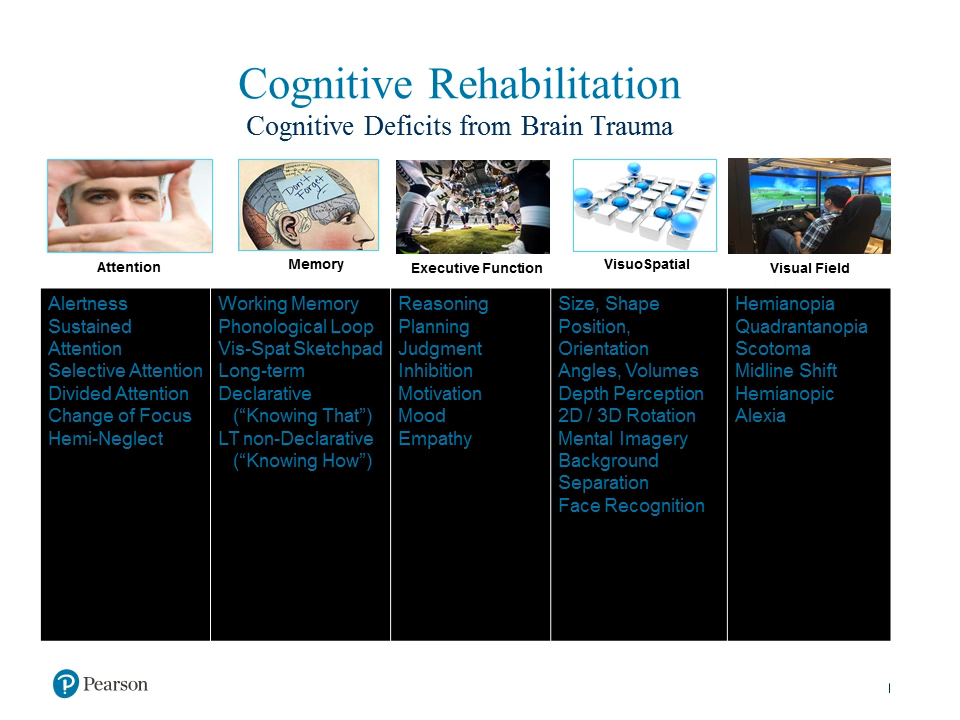 Cognitive Rehabilitation
Cognitive Deficits from Brain Trauma
Don't
Forget
Attention
Memory
Executive Function
VisuoSpatial
Visual Field
Alertness
Sustained
Attention
Selective Attention
Divided Attention
Change of Focus
Hemi-Neglect
Working Memory
Phonological Loop
Vis-Spat Sketchpad
Long-term
Declarative
(“Knowing That”)
LT non-Declarative
(“Knowing How”)
Reasoning
Planning
Judgment
Inhibition
Motivation
Mood
Empathy
Size, Shape
Position,
Orientation
Angles, Volumes
Depth Perception
2D / 3D Rotation
Mental Imagery
Background
Separation
Face Recognition
Hemianopia
Quadrantanopia
Scotoma
Midline Shift
Hemianopic
Alexia
P Pearson